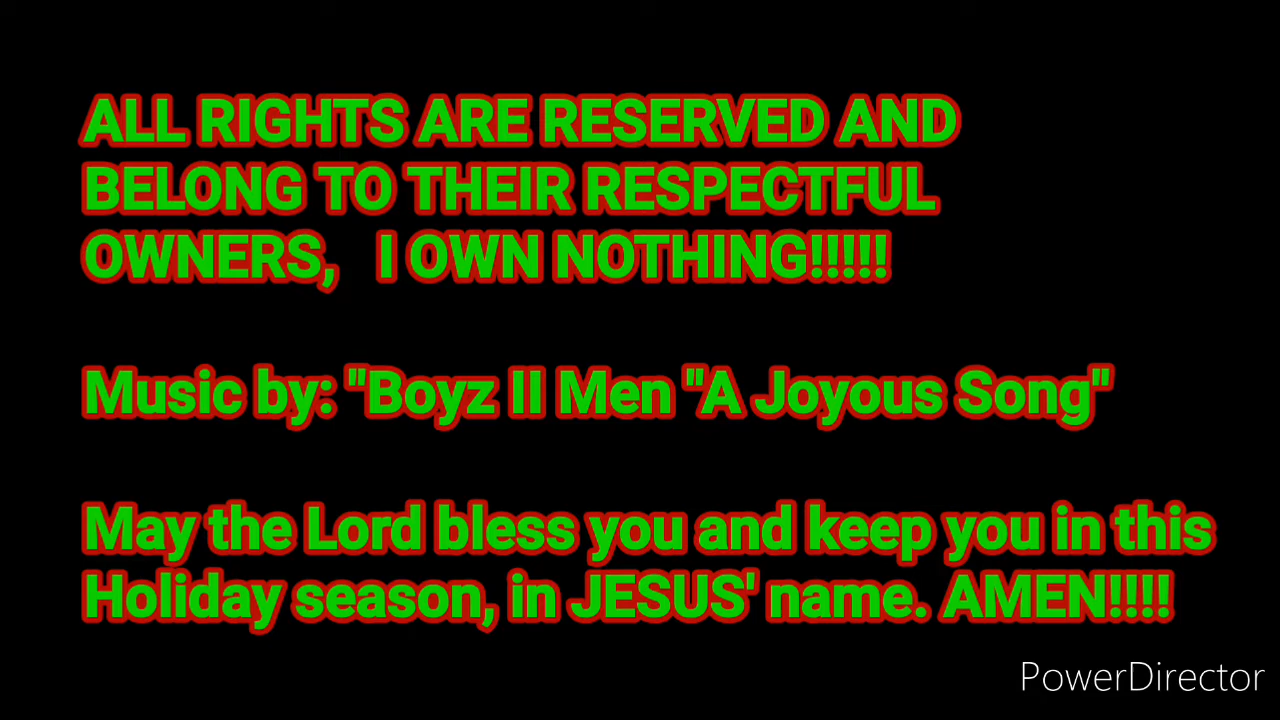 ALL RIGHTS ARE RESERVED AND
BELONG TO THEIR RESPECTFUL
OWNERS,   I OWN NOTHING!!!!!
Music by: "Boyz II Men "A Joyous Song"
May the Lord bless you and keep you in this
Holiday season, in JESUS' name. AMEN!!!!
PowerDirector